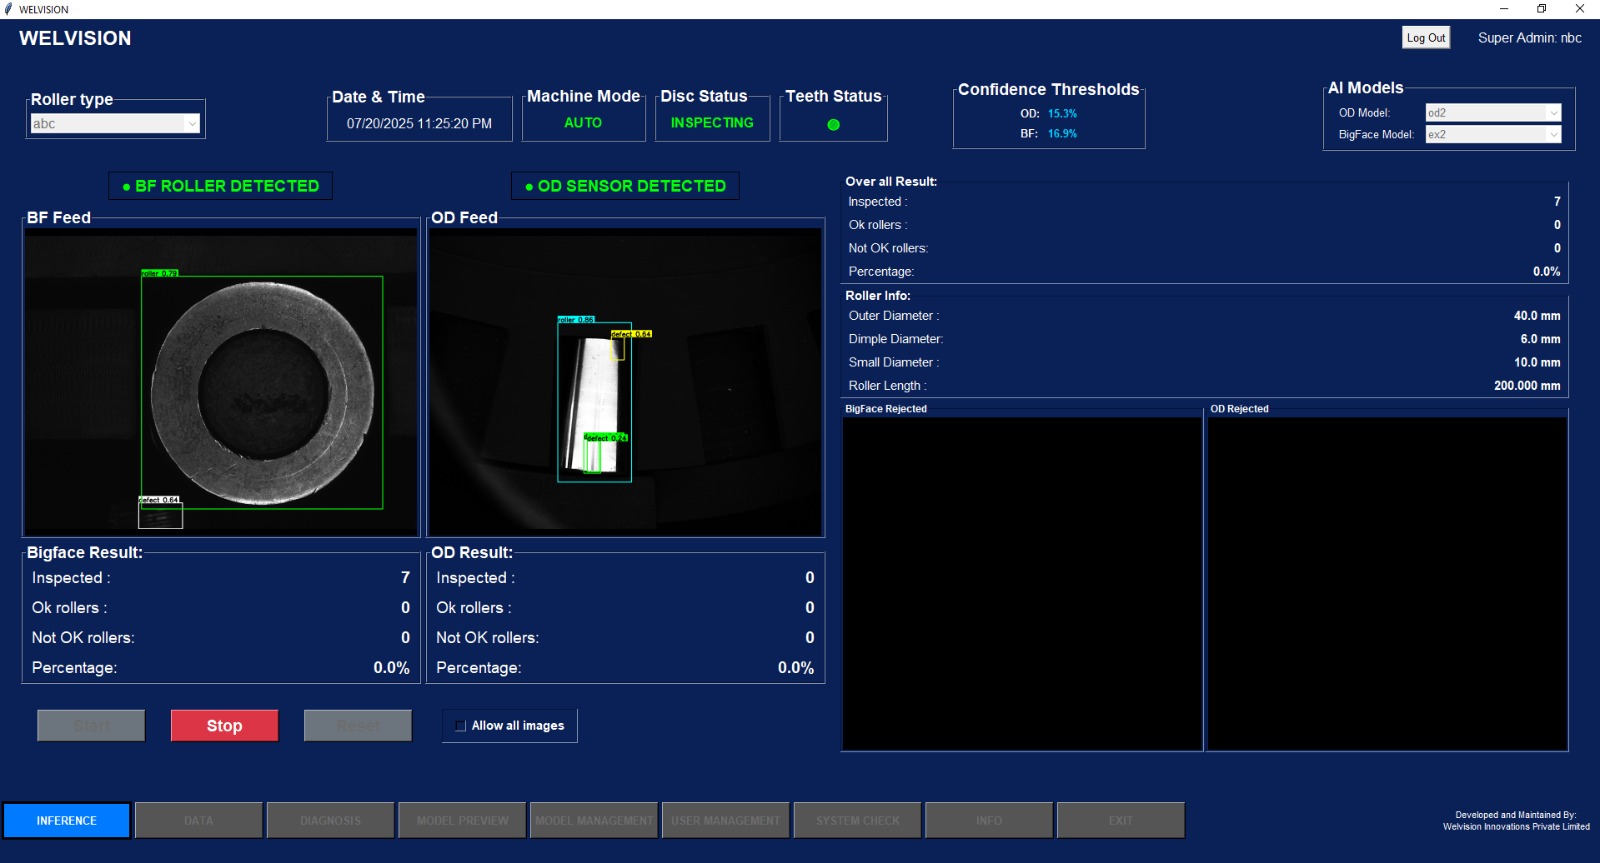 WELVISION
WELVISION
Log Out
Super Admin: nbc
Roller type
abc
Date & Time
07/20/2025 11:25:20 PM
Machine Mode
AUTO
Disc Status
INSPECTING
Teeth Status
Confidence Thresholds
OD: 15.3%
BF: 16.9%
AI Models
OD Model: od2
BigFace Model: ex2
● BF ROLLER DETECTED
● OD SENSOR DETECTED
BF Feed
roller 0.79
defect 0.64
OD Feed
roller 0.86
defect 0.64
defect
Over all Result:
Inspected : 7
Ok rollers : 0
Not OK rollers: 0
Percentage: 0.0%
Roller Info:
Outer Diameter : 40.0 mm
Dimple Diameter: 6.0 mm
Small Diameter : 10.0 mm
Roller Length : 200.000 mm
BigFace Rejected
OD Rejected
Bigface Result:
Inspected : 7
Ok rollers : 0
Not OK rollers: 0
Percentage: 0.0%
OD Result:
Inspected : 0
Ok rollers : 0
Not OK rollers: 0
Percentage: 0.0%
Start
Stop
Reset
Allow all images
INFERENCE
DATA
DIAGNOSIS
MODEL PREVIEW
MODEL MANAGEMENT
USER MANAGEMENT
SYSTEM CHECK
INFO
EXIT
Developed and Maintained By:
Welvision Innovations Private Limited